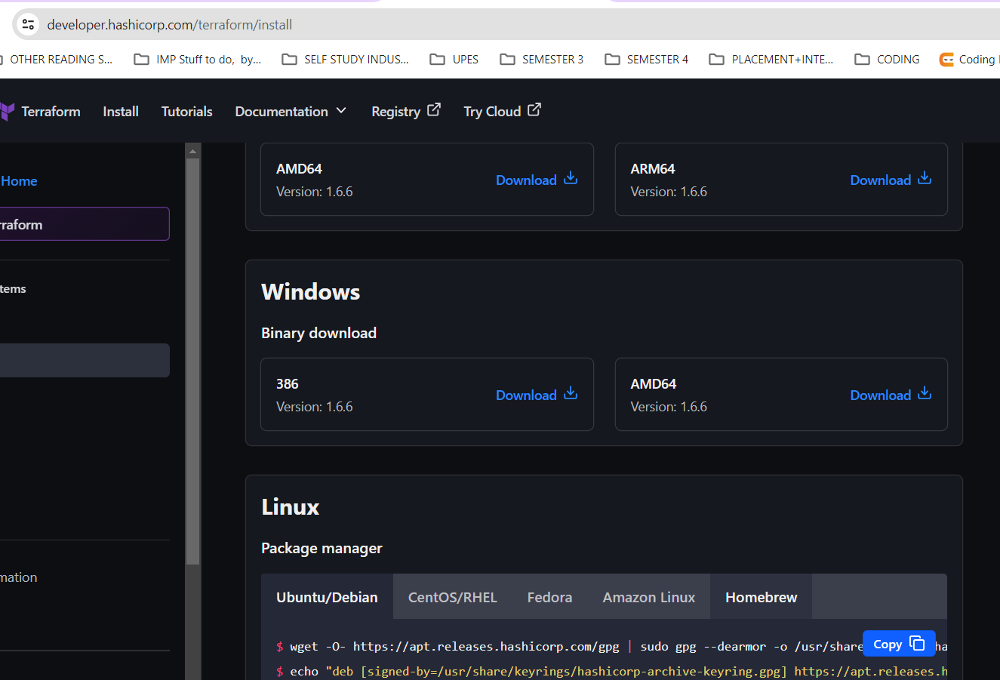 developer.hashicorp.com/terraform/install
OTHER READING S... IMP Stuff to do, by... SELF STUDY INDUS... UPES SEMESTER 3 SEMESTER 4 PLACEMENT+INTE... CODING Coding
Terraform Install Tutorials Documentation Registry Try Cloud
Home
rraform
tems
mation
AMD64
Version: 1.6.6
Download
ARM64
Version: 1.6.6
Download
Windows
Binary download
386
Version: 1.6.6
Download
AMD64
Version: 1.6.6
Download
Linux
Package manager
Ubuntu/Debian CentOS/RHEL Fedora Amazon Linux Homebrew
$ wget -O- https://apt.releases.hashicorp.com/gpg | sudo gpg --dearmor -o /usr/share ha
Copy
$ echo "deb [signed-by=/usr/share/keyrings/hashicorp-archive-keyring.gpg] https://apt.releases.h